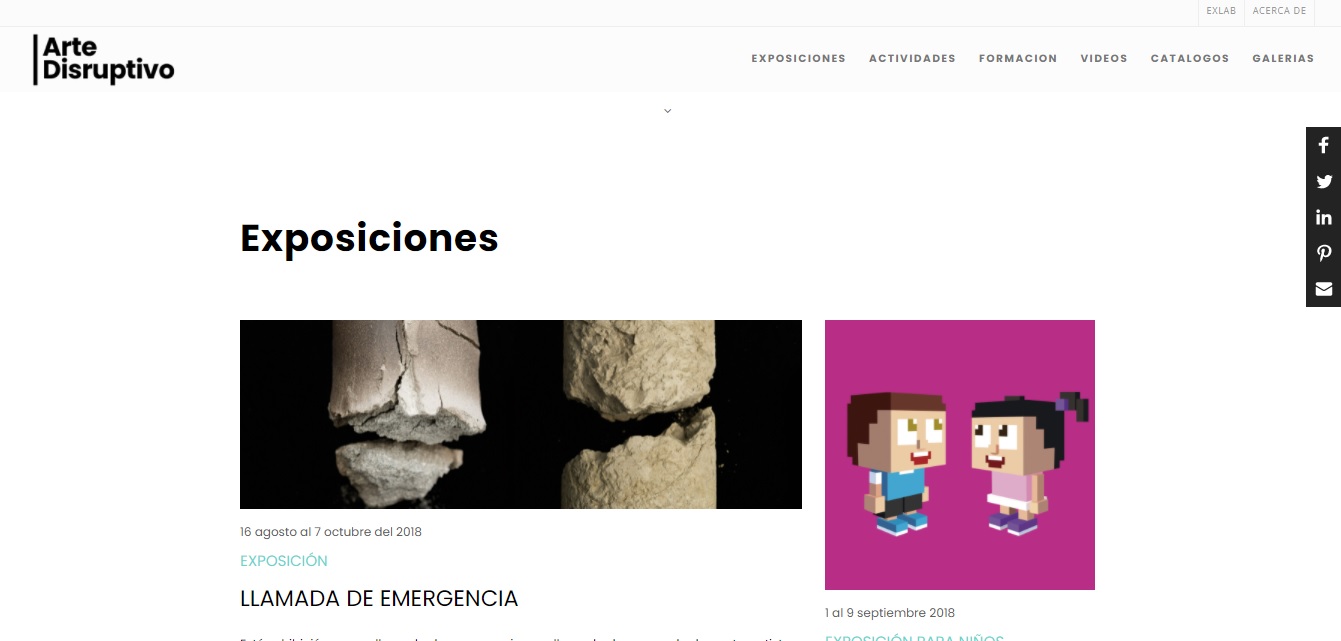 EXLAB
ACERCA DE
Arte
Disruptivo
EXPOSICIONES
ACTIVIDADES
FORMACION
VIDEOS
CATALOGOS
GALERIAS
Exposiciones
16 agosto al 7 octubre del 2018
EXPOSICIÓN
LLAMADA DE EMERGENCIA
1 al 9 septiembre 2018
EXPOSICIÓN PARA NIÑOS